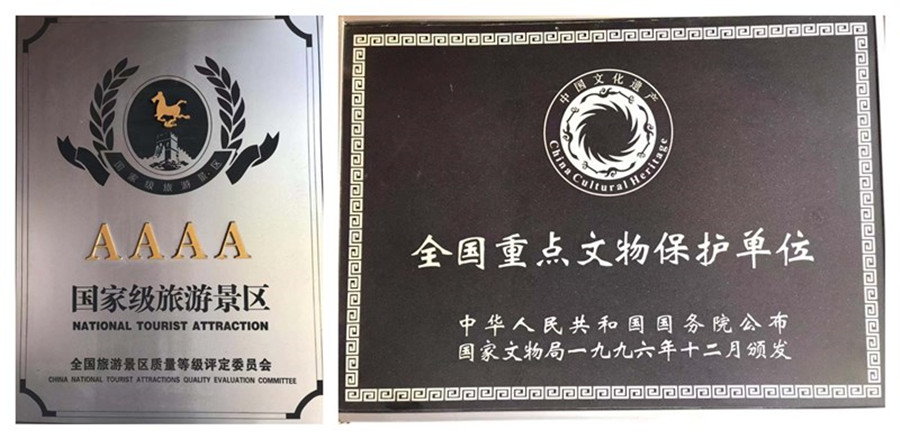 国家级旅游景区
AAAA
国家级旅游景区
NATIONAL TOURIST ATTRACTION
全国旅游景区质量等级评定委员会
CHINA NATIONAL TOURIST ATTRACTIONS QUALITY EVALUATION COMMITTEE
中国文化遗产
China Cultural Heritage
全国重点文物保护单位
中华人民共和国国务院公布
国家文物局一九九六年十二月颁发